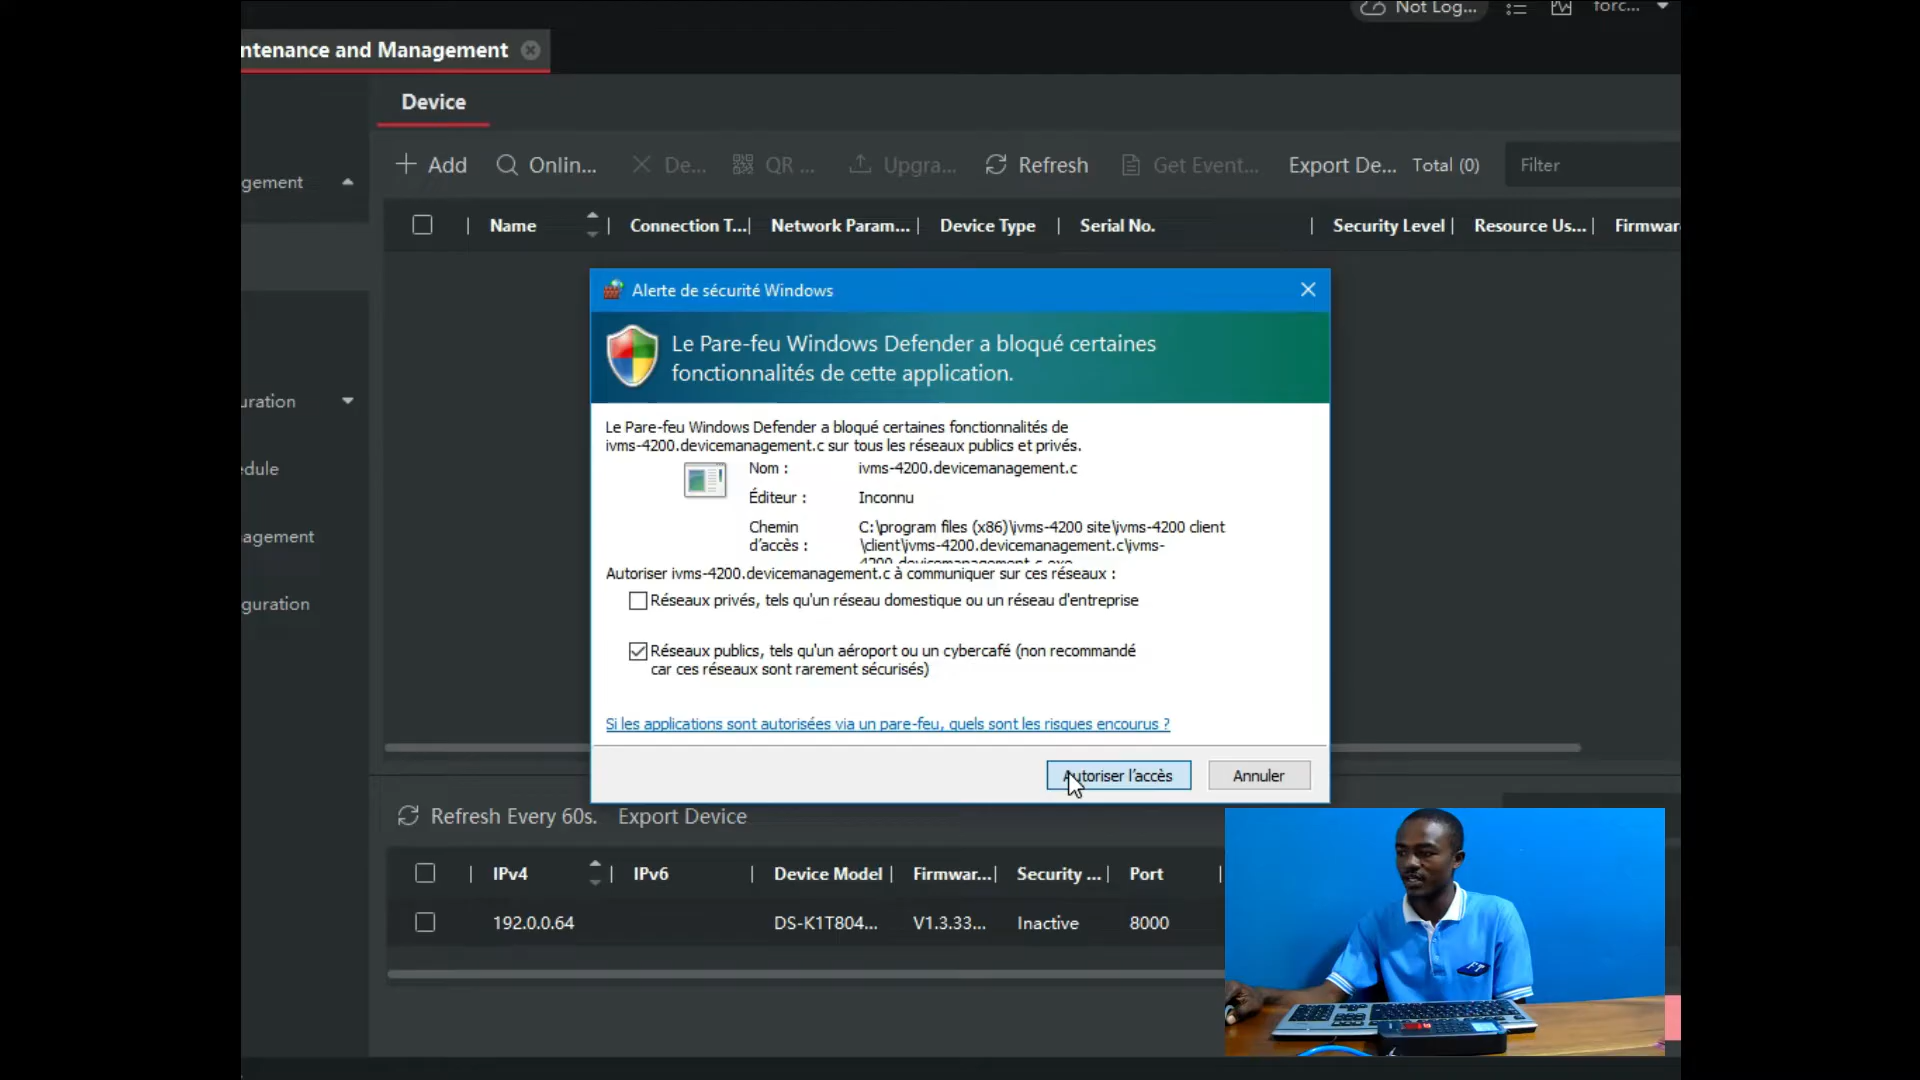 Not Log...
forc...
ntenance and Management
Device
Add
Onlin...
De...
QR ...
Upgra...
Refresh
Get Event...
Export De...
Total (0)
Filter
gement
Name
Connection T...
Network Param...
Device Type
Serial No.
Security Level
Resource Us...
Firmwar
Alerte de sécurité Windows
Le Pare-feu Windows Defender a bloqué certaines
fonctionnalités de cette application.
Le Pare-feu Windows Defender a bloqué certaines fonctionnalités de
ivms-4200.devicemanagement.c sur tous les réseaux publics et privés.
Nom :
ivms-4200.devicemanagement.c
Éditeur :
Inconnu
Chemin
d'accès :
C:\program files (x86)\ivms-4200 site\ivms-4200 client
\client\ivms-4200.devicemanagement.c\ivms-
4200.devicemanagement.c.exe
Autoriser ivms-4200.devicemanagement.c à communiquer sur ces réseaux :
Réseaux privés, tels qu'un réseau domestique ou un réseau d'entreprise
Réseaux publics, tels qu'un aéroport ou un cybercafé (non recommandé
car ces réseaux sont rarement sécurisés)
Si les applications sont autorisées via un pare-feu, quels sont les risques encourus ?
Autoriser l'accès
Annuler
uration
edule
agement
guration
Refresh Every 60s.
Export Device
IPv4
IPv6
Device Model
Firmwar...
Security ...
Port
192.0.0.64
DS-K1T804...
V1.3.33...
Inactive
8000